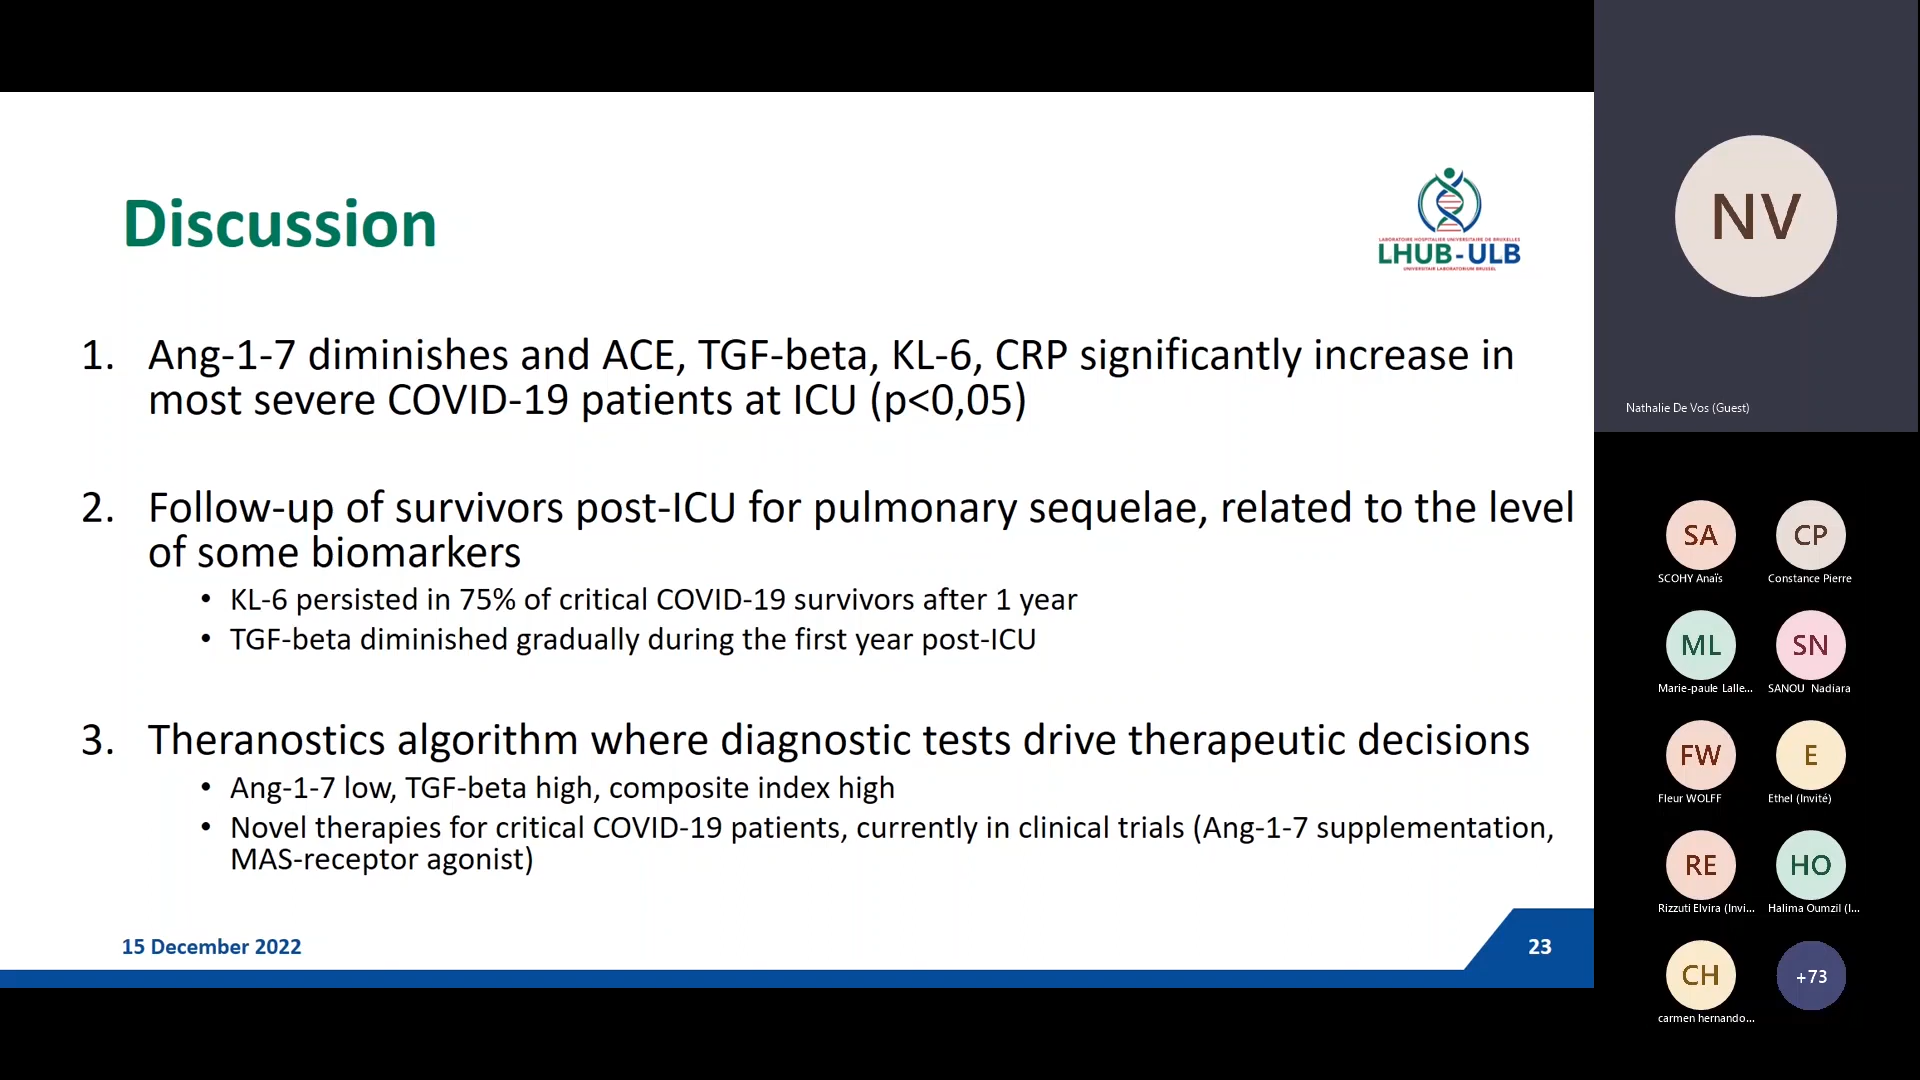 Discussion
LABORATOIRE HOSPITALIER UNIVERSITAIRE DE BRUXELLES
LHUB-ULB
UNIVERSITAIR LABORATORIUM BRUSSEL
1. Ang-1-7 diminishes and ACE, TGF-beta, KL-6, CRP significantly increase in
most severe COVID-19 patients at ICU (p<0,05)
2. Follow-up of survivors post-ICU for pulmonary sequelae, related to the level
of some biomarkers
• KL-6 persisted in 75% of critical COVID-19 survivors after 1 year
• TGF-beta diminished gradually during the first year post-ICU
3. Theranostics algorithm where diagnostic tests drive therapeutic decisions
• Ang-1-7 low, TGF-beta high, composite index high
• Novel therapies for critical COVID-19 patients, currently in clinical trials (Ang-1-7 supplementation,
MAS-receptor agonist)
15 December 2022
23
NV
Nathalie De Vos (Guest)
SA
CP
SCOHY Anaïs
Constance Pierre
ML
SN
Marie-paule Lalle...
SANOU Nadiara
FW
E
Fleur WOLFF
Ethel (Invité)
RE
HO
Rizzuti Elvira (Invi...
Halima Oumzil (I...
CH
+73
carmen hernando...